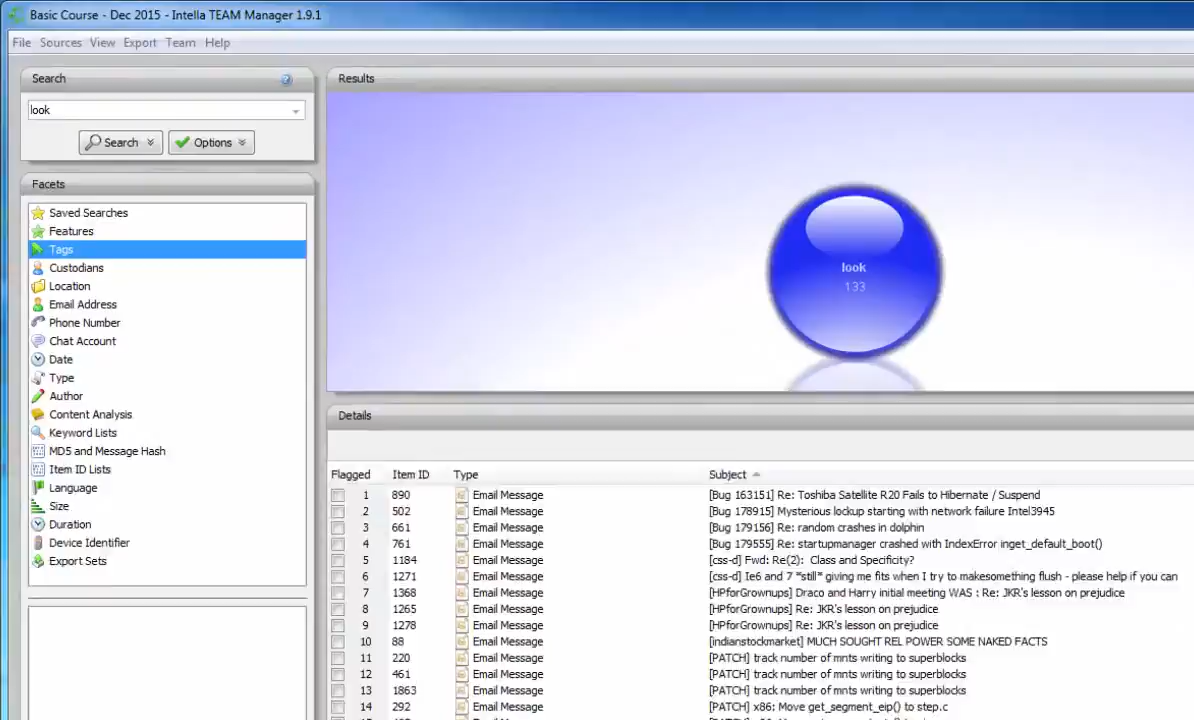 Basic Course - Dec 2015 - Intella TEAM Manager 1.9.1
File Sources View Export Team Help
Search
look
Search
Options
Facets
Saved Searches
Features
Tags
Custodians
Location
Email Address
Phone Number
Chat Account
Date
Type
Author
Content Analysis
Keyword Lists
MD5 and Message Hash
Item ID Lists
Language
Size
Duration
Device Identifier
Export Sets
Results
look
133
Details
Flagged Item ID Type Subject
1 890 Email Message [Bug 163151] Re: Toshiba Satellite R20 Fails to Hibernate / Suspend
2 502 Email Message [Bug 178915] Mysterious lockup starting with network failure Intel3945
3 661 Email Message [Bug 179156] Re: random crashes in dolphin
4 761 Email Message [Bug 179555] Re: startupmanager crashed with IndexError inget_default_boot()
5 1184 Email Message [css-d] Fwd: Re(2): Class and Specificity?
6 1271 Email Message [css-d] Ie6 and 7 *still* giving me fits when I try to makesomething flush - please help if you can
7 1368 Email Message [HPforGrownups] Draco and Harry initial meeting WAS : Re: JKR's lesson on prejudice
8 1265 Email Message [HPforGrownups] Re: JKR's lesson on prejudice
9 1278 Email Message [HPforGrownups] Re: JKR's lesson on prejudice
10 88 Email Message [indianstockmarket] MUCH SOUGHT REL POWER SOME NAKED FACTS
11 220 Email Message [PATCH] track number of mnts writing to superblocks
12 461 Email Message [PATCH] track number of mnts writing to superblocks
13 1863 Email Message [PATCH] track number of mnts writing to superblocks
14 292 Email Message [PATCH] x86: Move get_segment_eip() to step.c